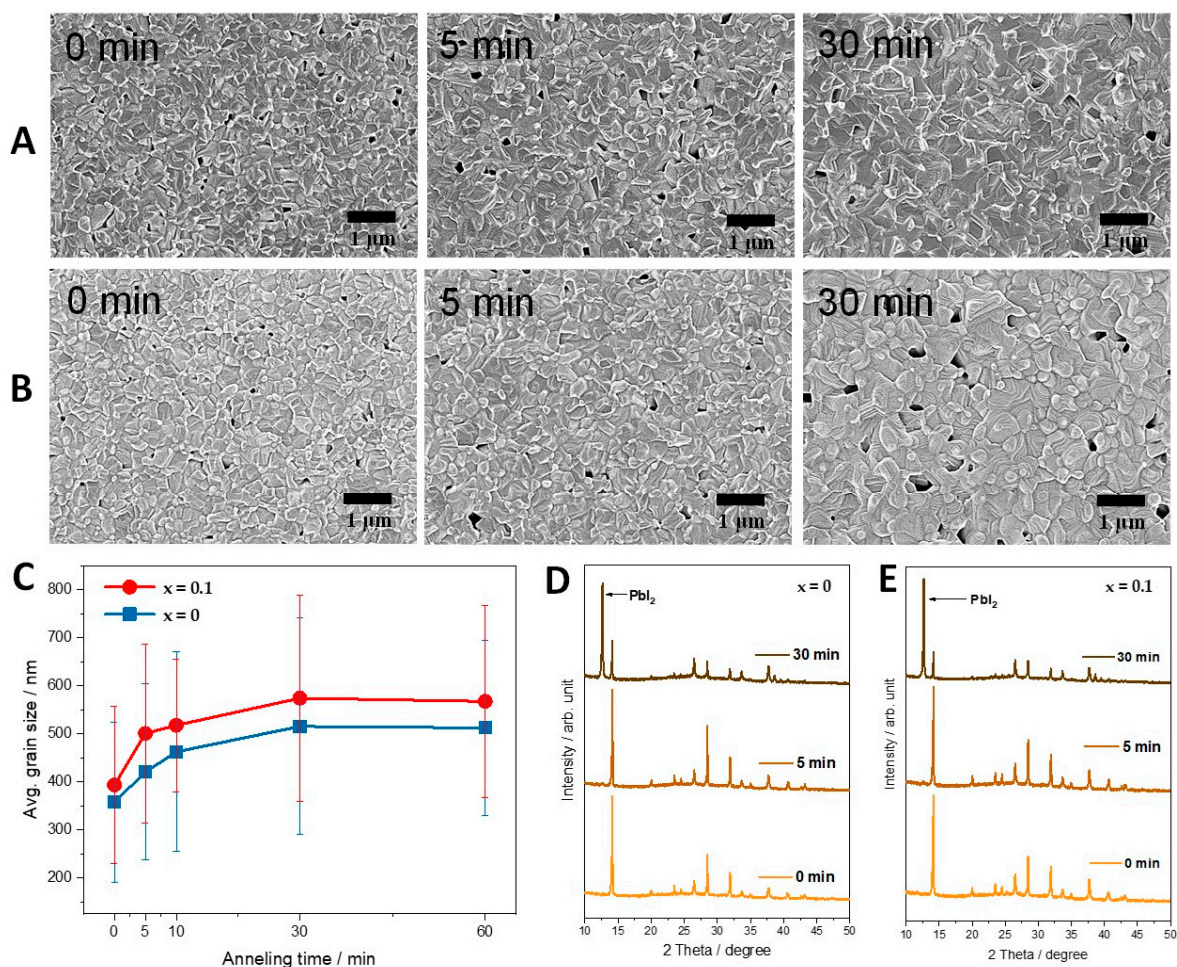 A
0 min
5 min
30 min
1 µm
1 µm
1 µm
B
0 min
5 min
30 min
1 µm
1 µm
1 µm
C
Avg. grain size / nm
800
700
600
500
400
300
200
x = 0.1
x = 0
0 5 10 30 60
Anneling time / min
D
x = 0
PbI₂
30 min
5 min
0 min
Intensity / arb. unit
10 15 20 25 30 35 40 45 50
2 Theta / degree
E
x = 0.1
PbI₂
30 min
5 min
0 min
Intensity / arb. unit
10 15 20 25 30 35 40 45 50
2 Theta / degree